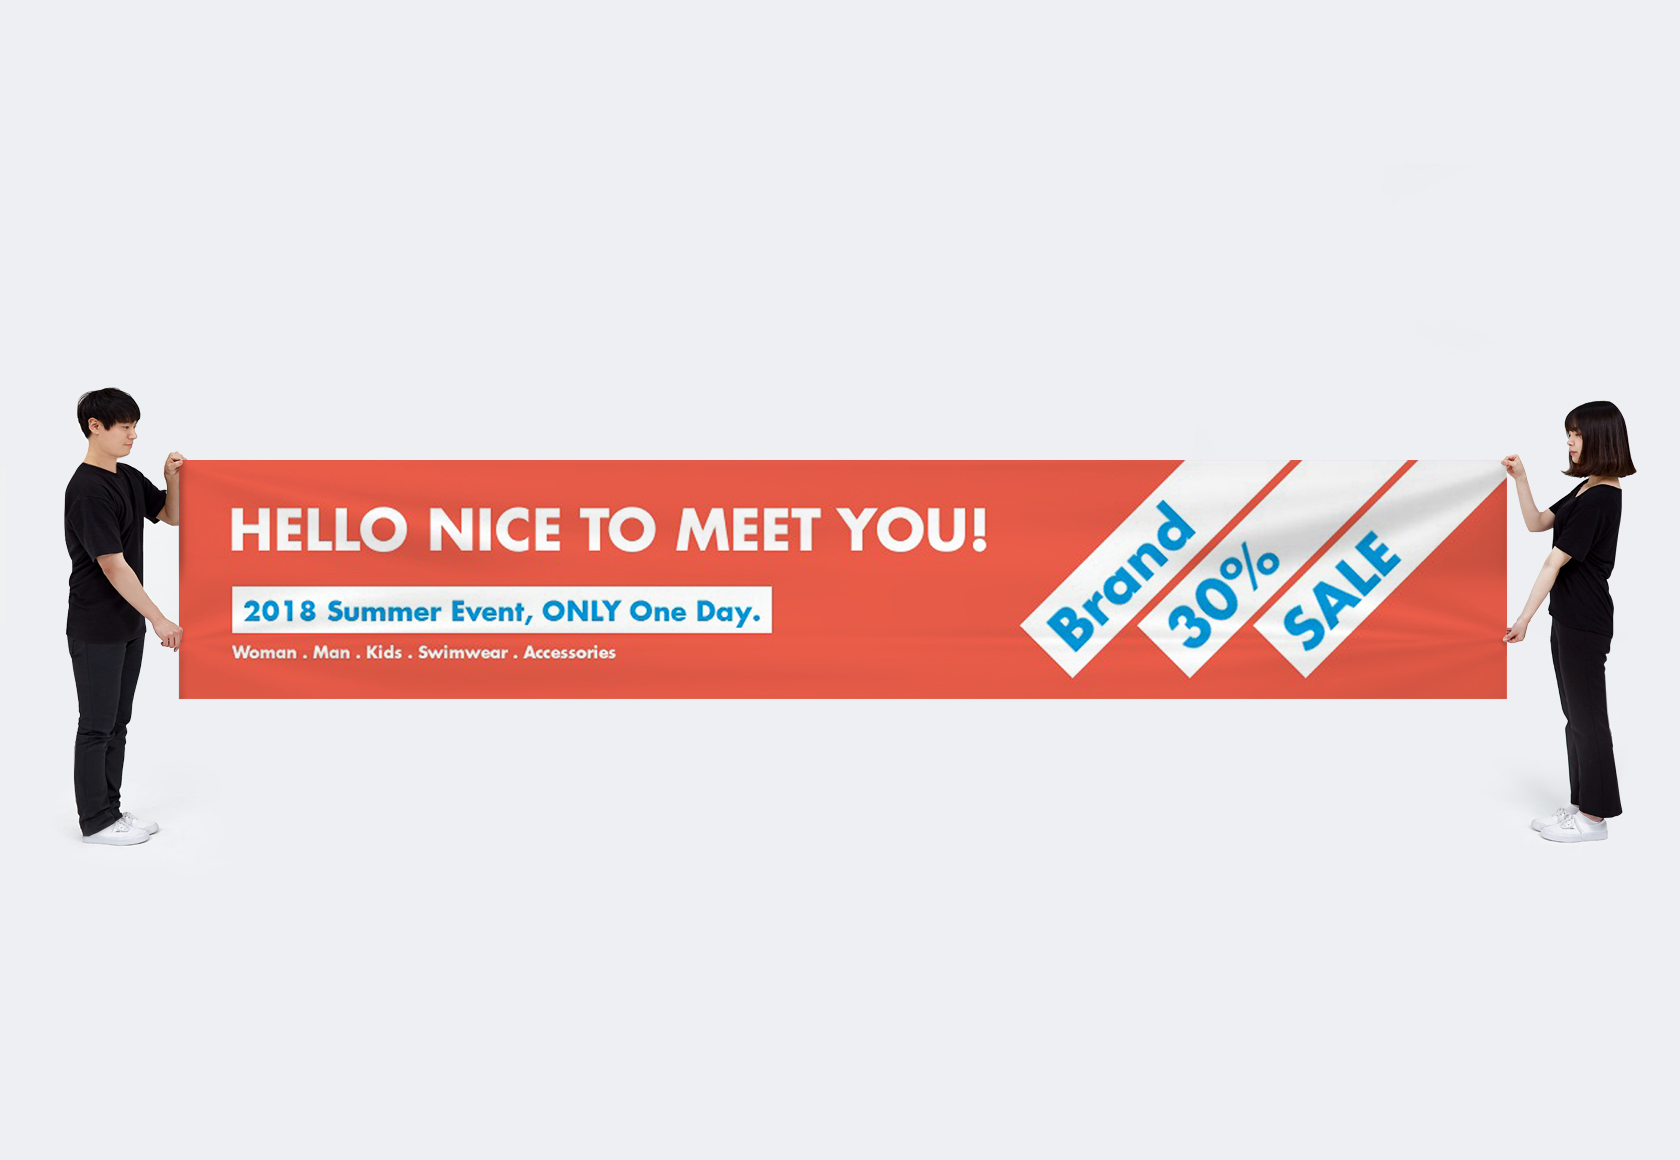 HELLO NICE TO MEET YOU!
2018 Summer Event, ONLY One Day.
Woman . Man . Kids . Swimwear . Accessories
Brand
30%
SALE